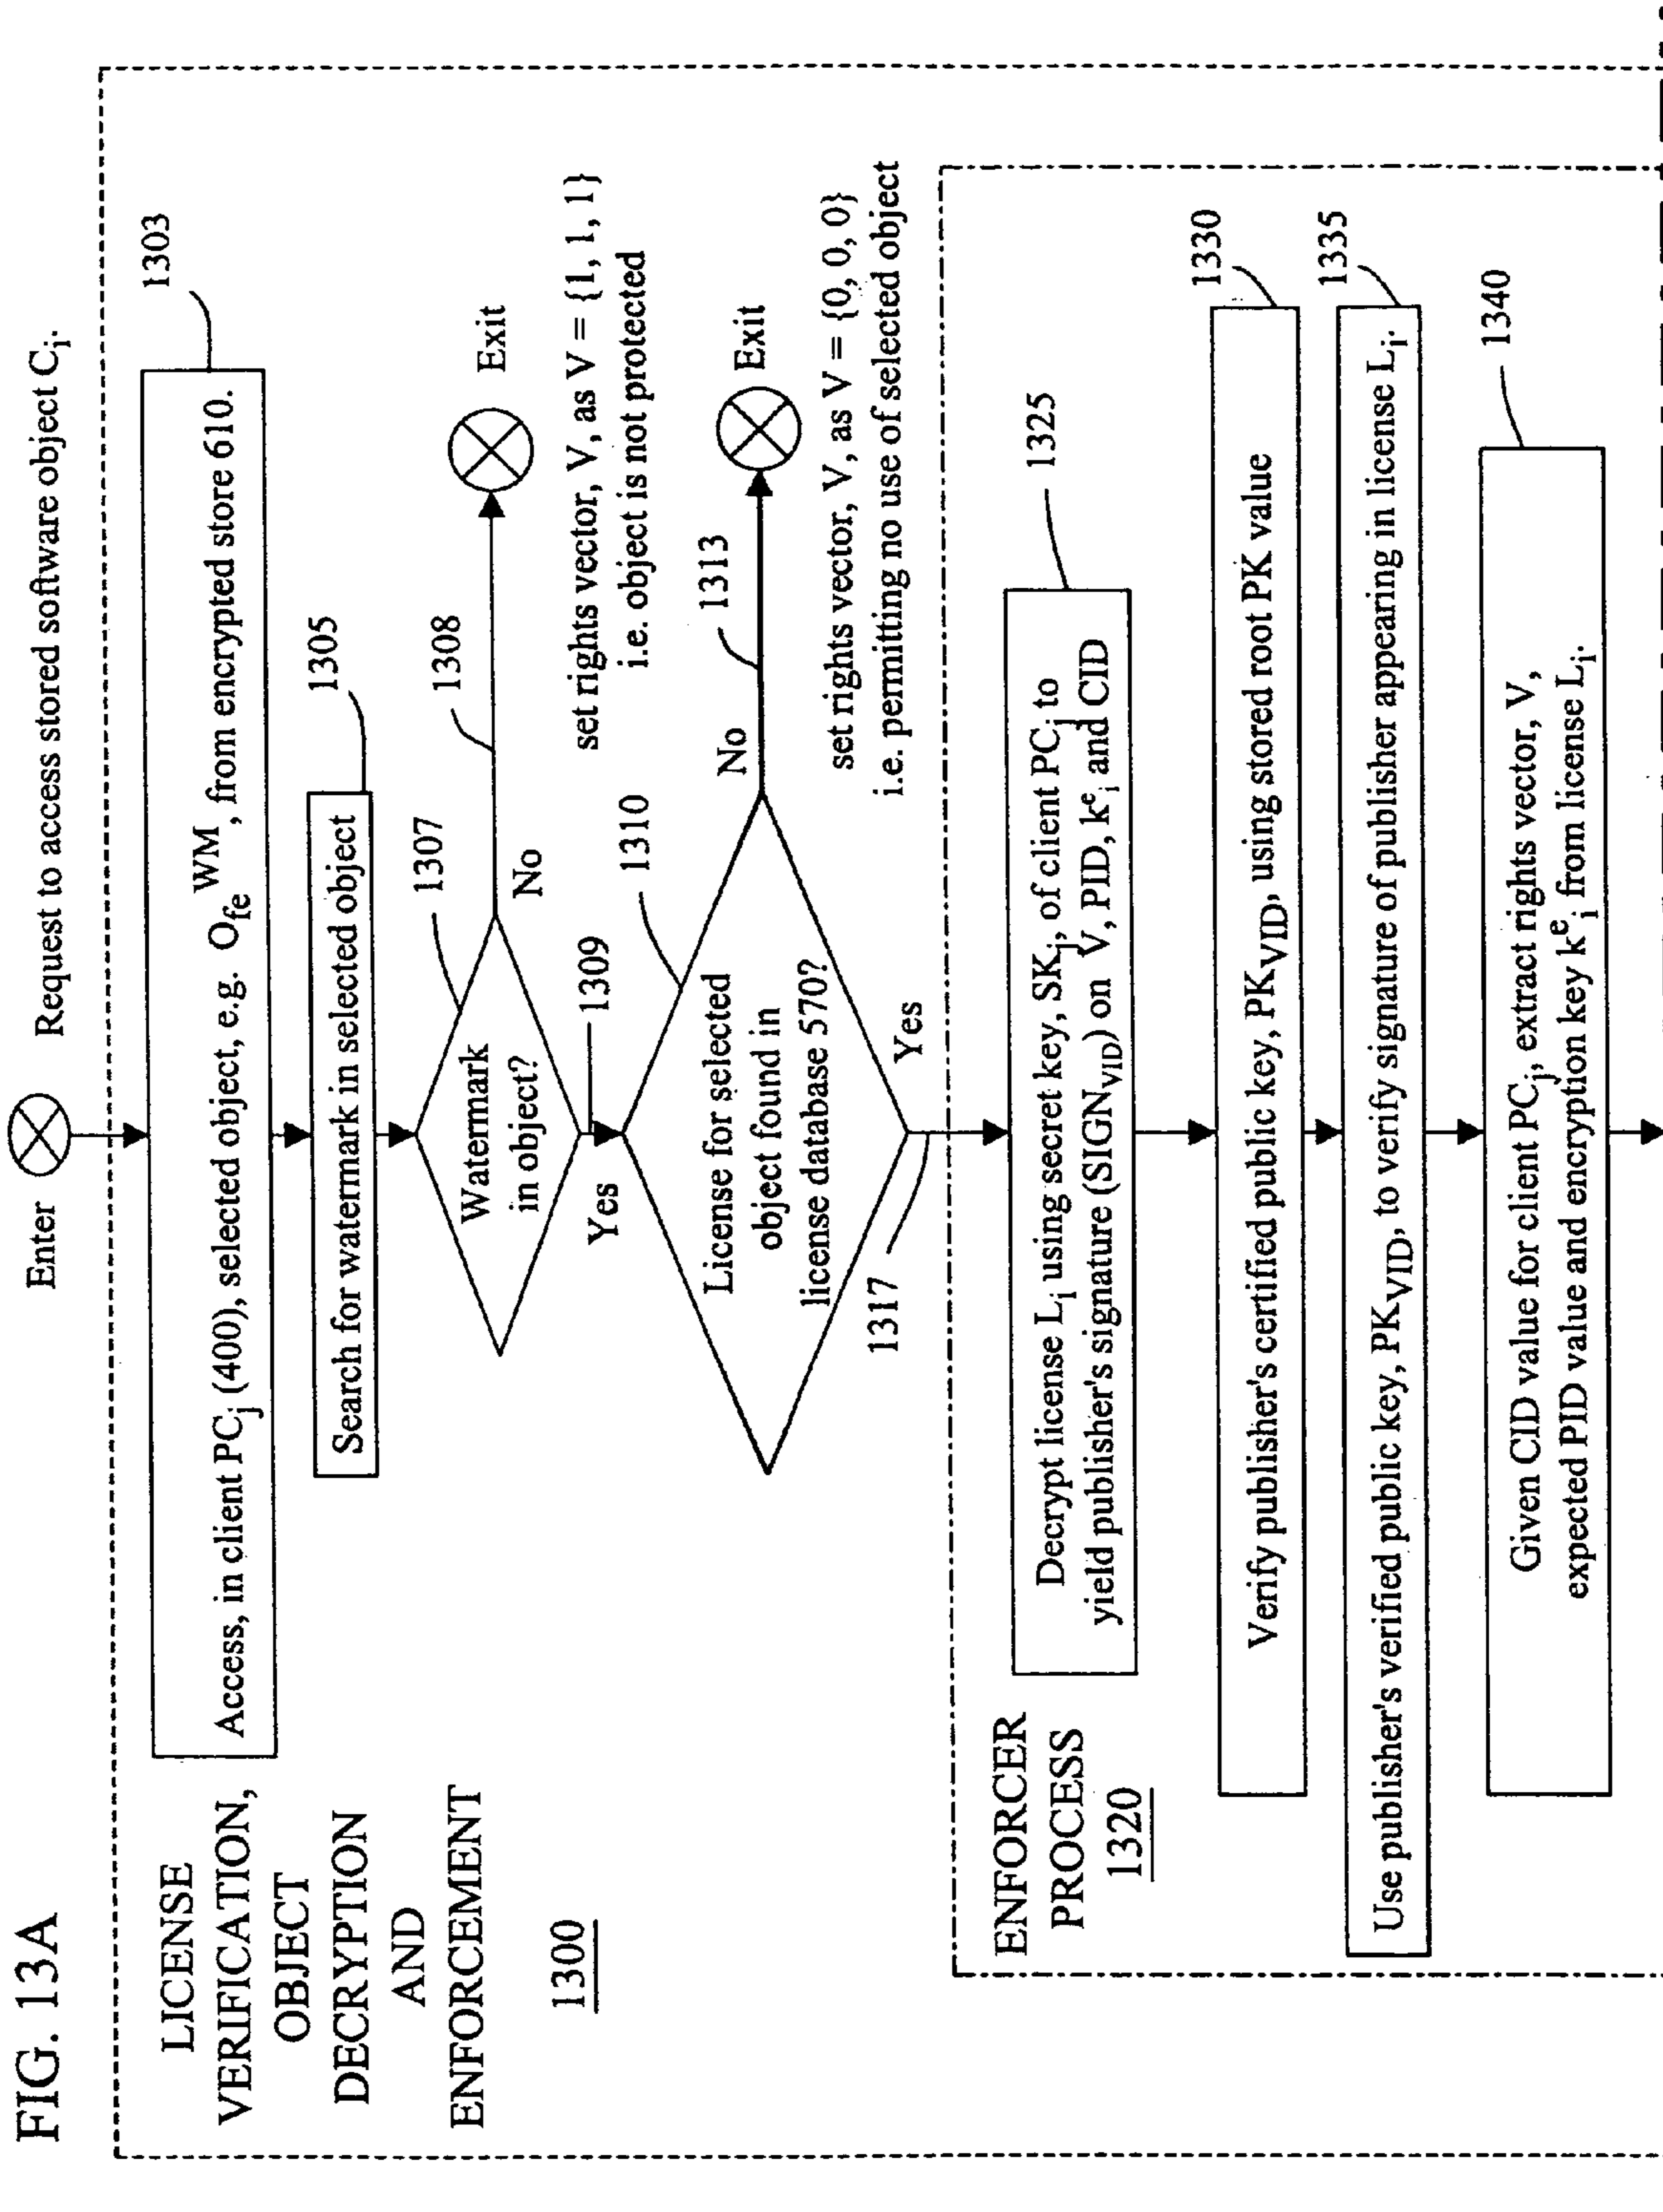 FIG. 13A
Enter
Request to access stored software object C_i.
LICENSE
VERIFICATION,
OBJECT
DECRYPTION
AND
ENFORCEMENT
1300
1303
Access, in client PC_j (400), selected object, e.g. O_fe^WM, from encrypted store 610.
1305
Search for watermark in selected object
1307
Watermark
in object?
1308
No
Exit
set rights vector, V, as V = {1, 1, 1}
i.e. object is not protected
Yes
1309
1310
License for selected
object found in
license database 570?
No
1313
Exit
set rights vector, V, as V = {0, 0, 0}
i.e. permitting no use of selected object
1317
Yes
ENFORCER
PROCESS
1320
1325
Decrypt license L_i using secret key, SK_j, of client PC_j to
yield publisher's signature (SIGN_VID) on V, PID, k^e_i and CID
1330
Verify publisher's certified public key, PK_VID, using stored root PK value
1335
Use publisher's verified public key, PK_VID, to verify signature of publisher appearing in license L_i.
1340
Given CID value for client PC_j, extract rights vector, V,
expected PID value and encryption key k^e_i from license L_i.